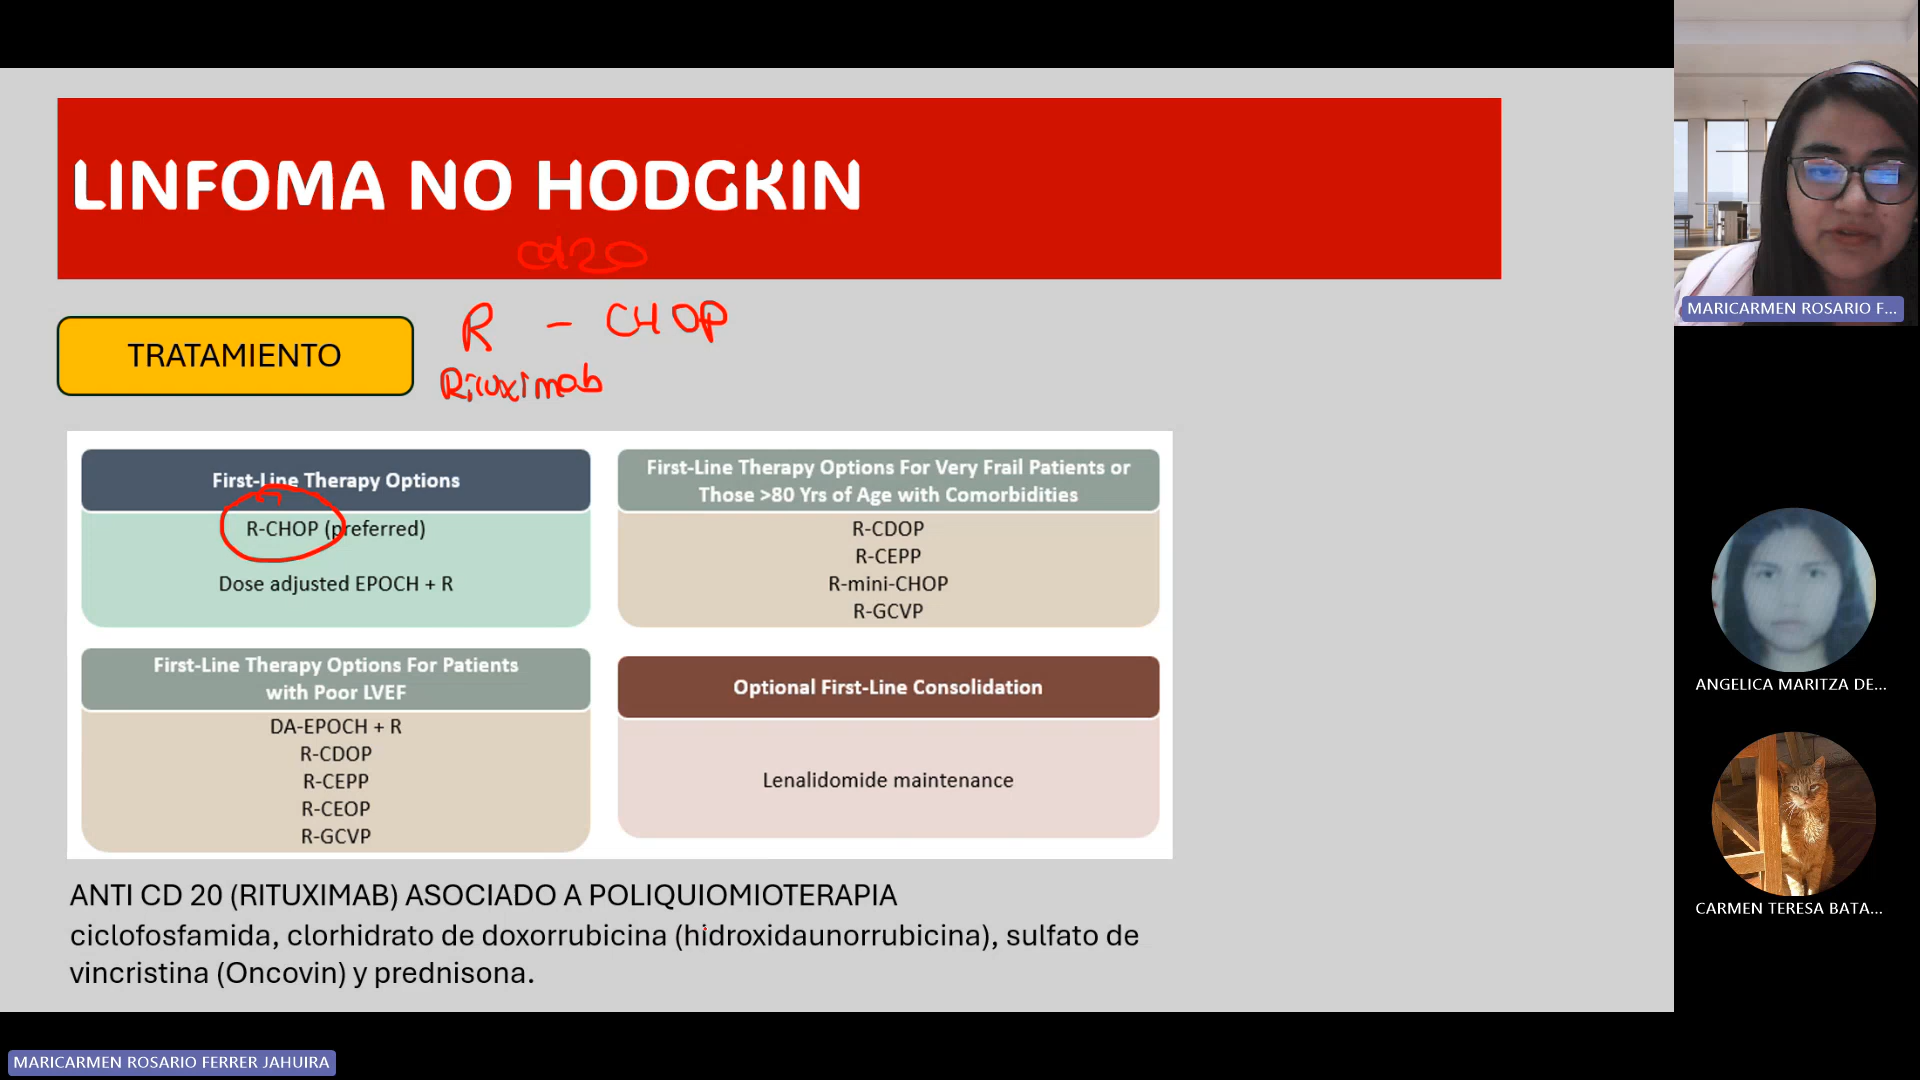 LINFOMA NO HODGKIN
cd20
R - CHOP
Rituximab
TRATAMIENTO
First-Line Therapy Options
R-CHOP (preferred)
Dose adjusted EPOCH + R
First-Line Therapy Options For Very Frail Patients or
Those >80 Yrs of Age with Comorbidities
R-CDOP
R-CEPP
R-mini-CHOP
R-GCVP
First-Line Therapy Options For Patients
with Poor LVEF
DA-EPOCH + R
R-CDOP
R-CEPP
R-CEOP
R-GCVP
Optional First-Line Consolidation
Lenalidomide maintenance
ANTI CD 20 (RITUXIMAB) ASOCIADO A POLIQUIOMIOTERAPIA
ciclofosfamida, clorhidrato de doxorrubicina (hidroxidaunorrubicina), sulfato de
vincristina (Oncovin) y prednisona.
MARICARMEN ROSARIO F...
ANGELICA MARITZA DE...
CARMEN TERESA BATA...
MARICARMEN ROSARIO FERRER JAHUIRA